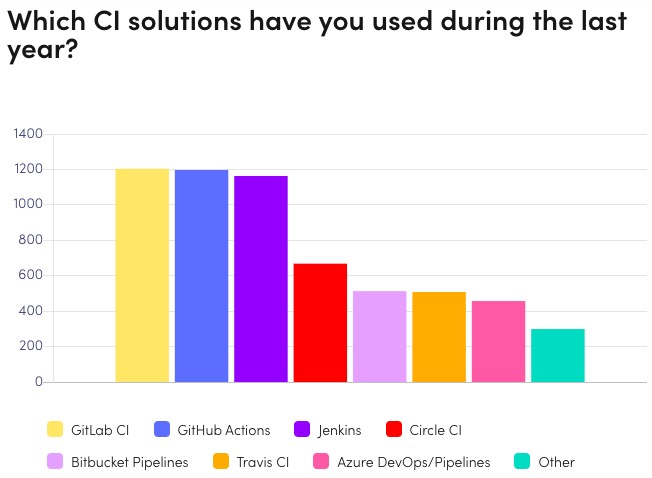 Which CI solutions have you used during the last
year?
1400
1200
1000
800
600
400
200
0
GitLab CI GitHub Actions Jenkins Circle CI
Bitbucket Pipelines Travis CI Azure DevOps/Pipelines Other